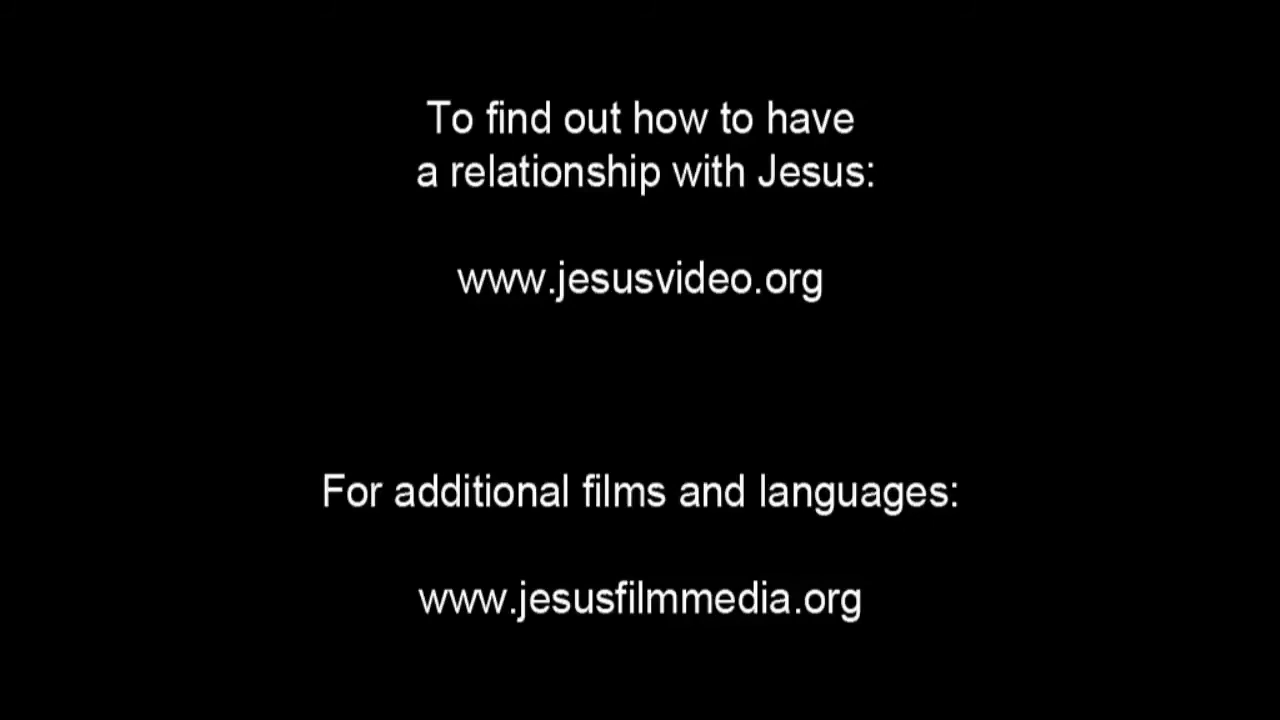 To find out how to have
a relationship with Jesus:
www.jesusvideo.org
For additional films and languages:
www.jesusfilmmedia.org